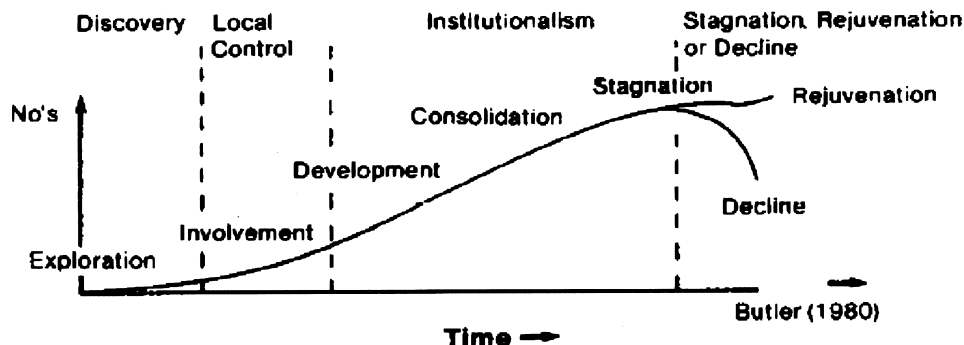 Discovery
Local
Control
Institutionalism
Stagnation, Rejuvenation
or Decline
No's
Stagnation
Rejuvenation
Consolidation
Development
Decline
Involvement
Exploration
Butler (1980)
Time